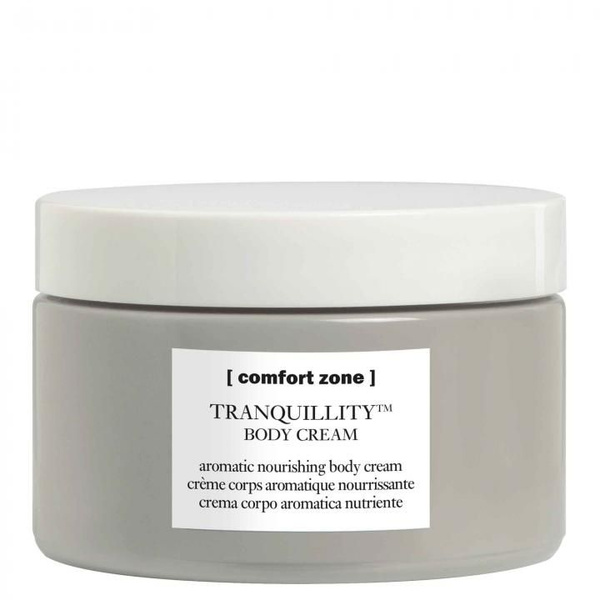 [ comfort zone ]
TRANQUILLITY™
BODY CREAM
aromatic nourishing body cream
crème corps aromatique nourrissante
crema corpo aromatica nutriente